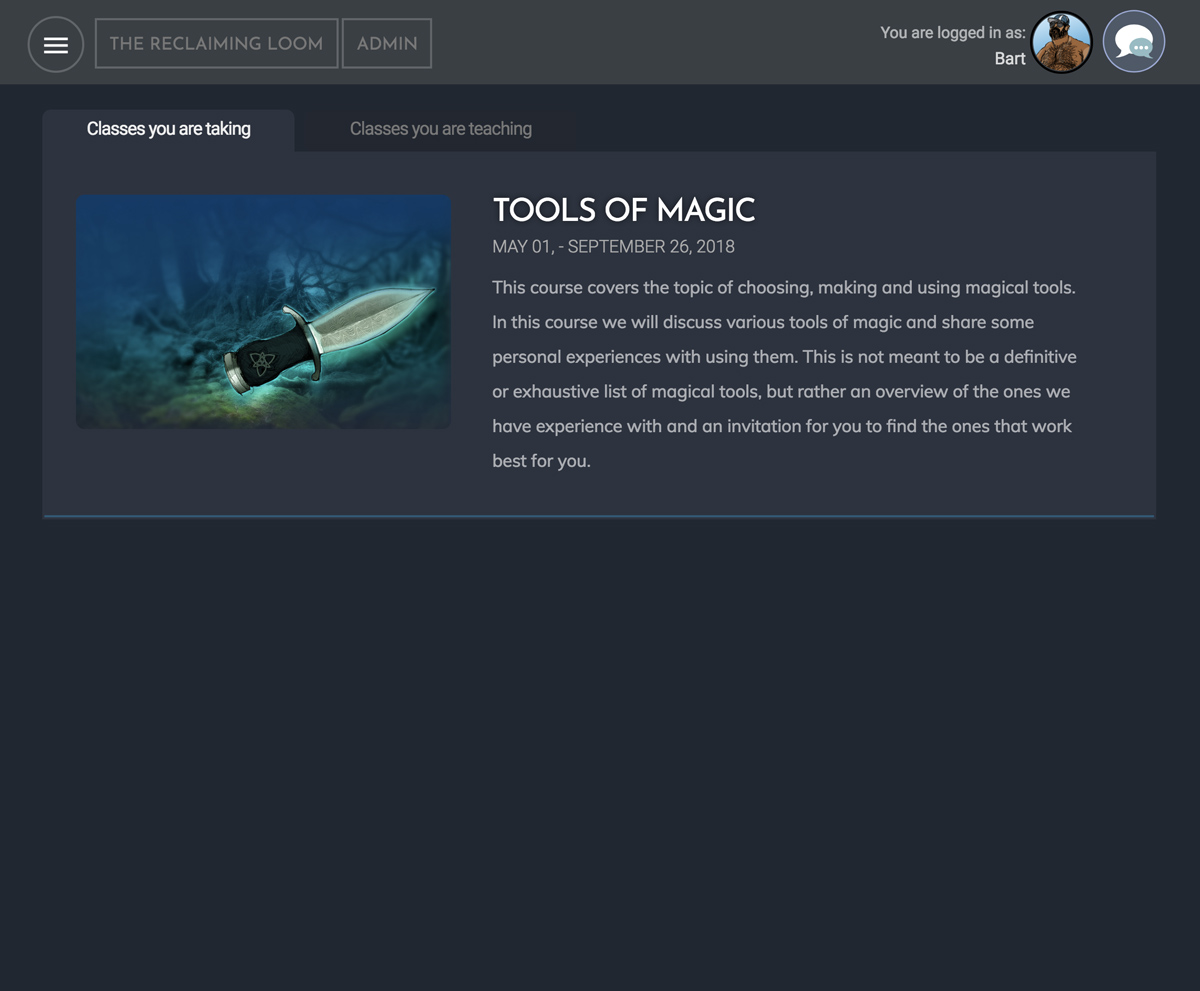 THE RECLAIMING LOOM
ADMIN
You are logged in as:
Bart
Classes you are taking
Classes you are teaching
TOOLS OF MAGIC
MAY 01, - SEPTEMBER 26, 2018
This course covers the topic of choosing, making and using magical tools.
In this course we will discuss various tools of magic and share some
personal experiences with using them. This is not meant to be a definitive
or exhaustive list of magical tools, but rather an overview of the ones we
have experience with and an invitation for you to find the ones that work
best for you.